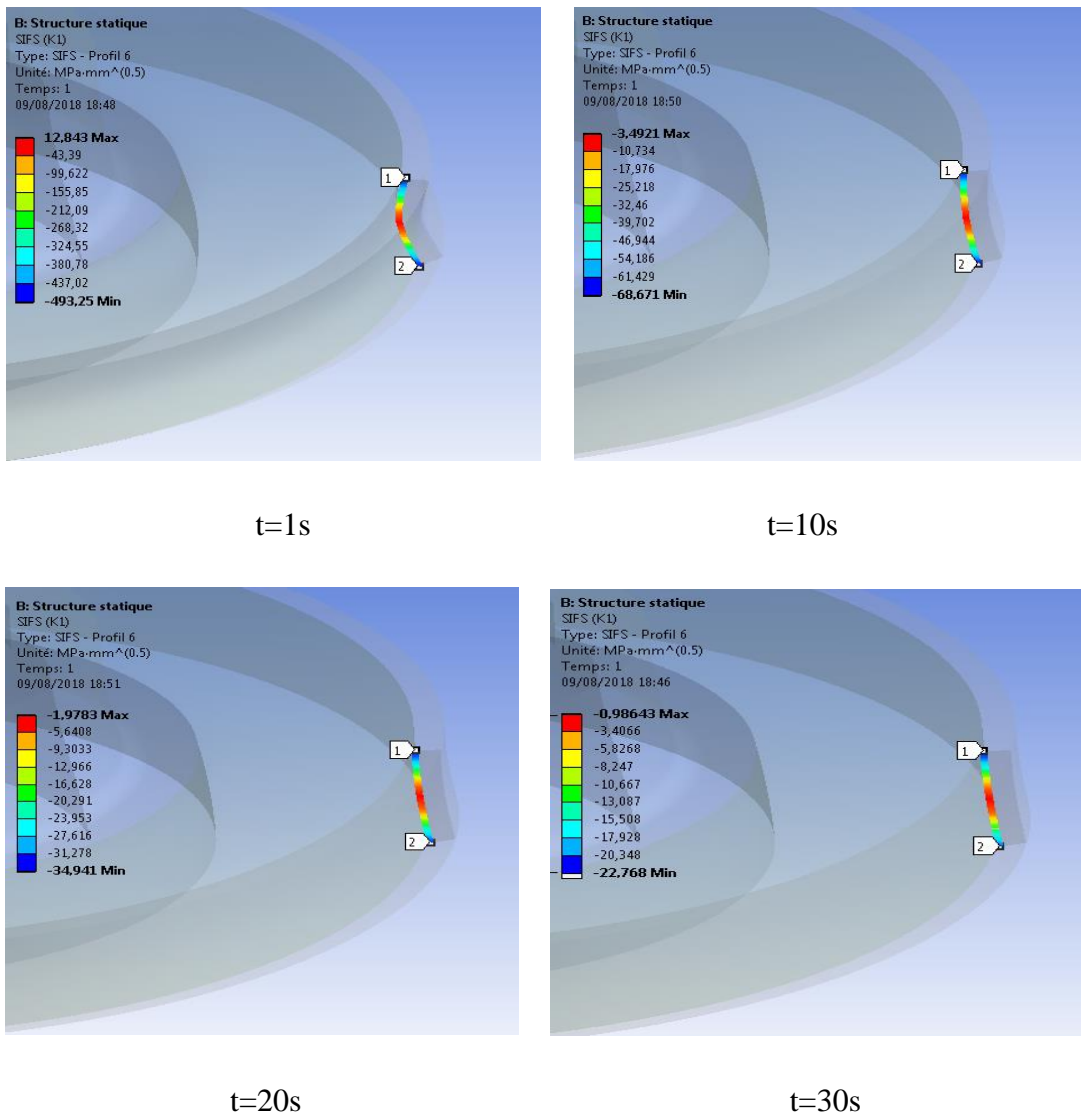 B: Structure statique
SIFS (K1)
Type: SIFS - Profil 6
Unité: MPa·mm^(0.5)
Temps: 1
09/08/2018 18:48
12,843 Max
-43,39
-99,622
-155,85
-212,09
-268,32
-324,55
-380,78
-437,02
-493,25 Min
1
2
t=1s
B: Structure statique
SIFS (K1)
Type: SIFS - Profil 6
Unité: MPa·mm^(0.5)
Temps: 1
09/08/2018 18:50
-3,4921 Max
-10,734
-17,976
-25,218
-32,46
-39,702
-46,944
-54,186
-61,429
-68,671 Min
1
2
t=10s
B: Structure statique
SIFS (K1)
Type: SIFS - Profil 6
Unité: MPa·mm^(0.5)
Temps: 1
09/08/2018 18:51
-1,9783 Max
-5,6408
-9,3033
-12,966
-16,628
-20,291
-23,953
-27,616
-31,278
-34,941 Min
1
2
t=20s
B: Structure statique
SIFS (K1)
Type: SIFS - Profil 6
Unité: MPa·mm^(0.5)
Temps: 1
09/08/2018 18:46
-0,98643 Max
-3,4066
-5,8268
-8,247
-10,667
-13,087
-15,508
-17,928
-20,348
-22,768 Min
1
2
t=30s